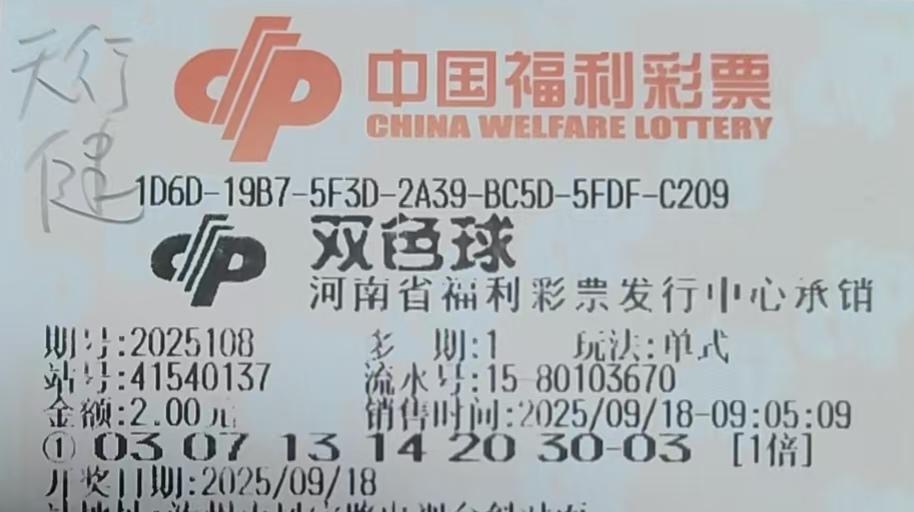 天行
健
中国福利彩票
CHINA WELFARE LOTTERY
1D6D-19B7-5F3D-2A39-BC5D-5FDF-C209
双色球
河南省福利彩票发行中心承销
期号:2025108 多 期:1 玩法:单式
站号:41540137 流水号:15-80103670
金额:2.00元 销售时间:2025/09/18-09:05:09
① 03 07 13 14 20 30-03 [1倍]
开奖日期:2025/09/18